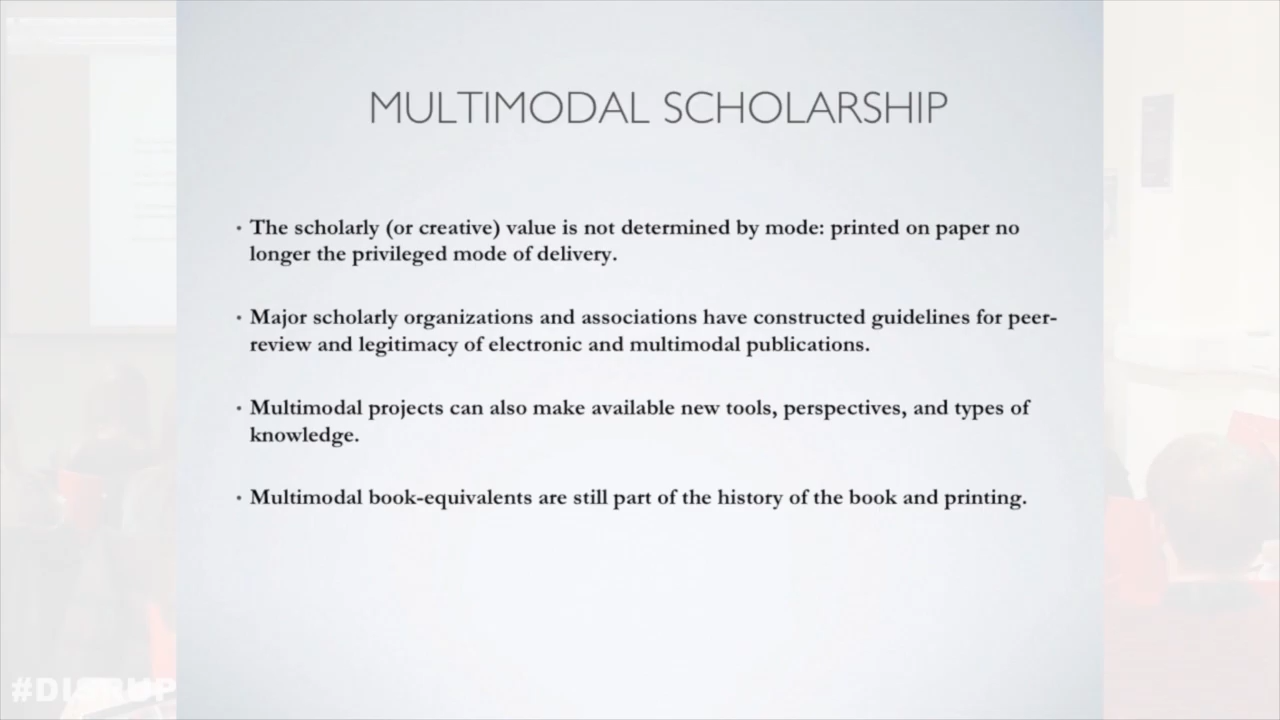 MULTIMODAL SCHOLARSHIP
• The scholarly (or creative) value is not determined by mode: printed on paper no
longer the privileged mode of delivery.
• Major scholarly organizations and associations have constructed guidelines for peer-
review and legitimacy of electronic and multimodal publications.
• Multimodal projects can also make available new tools, perspectives, and types of
knowledge.
• Multimodal book-equivalents are still part of the history of the book and printing.
#DISRUP